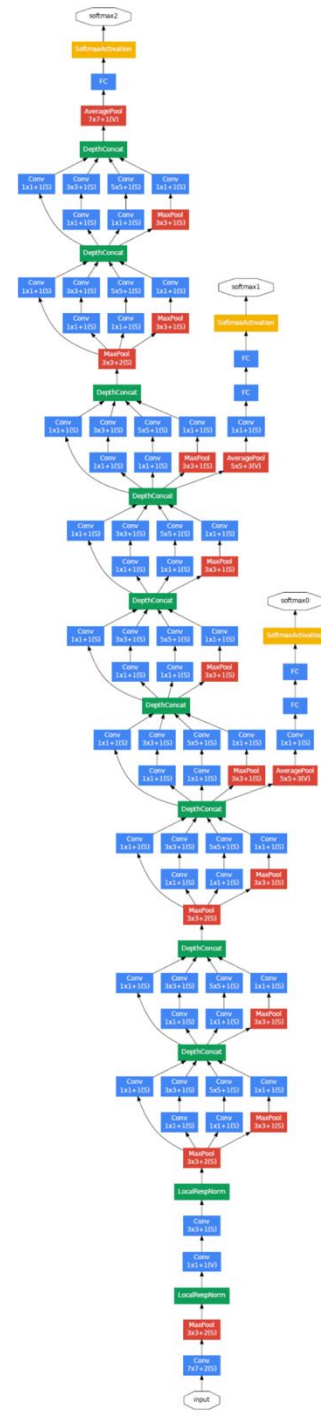 softmax2
SoftmaxActivation
FC
AveragePool
7x7+1(V)
DepthConcat
Conv Conv Conv Conv
1x1+1(S) 3x3+1(S) 5x5+1(S) 1x1+1(S)
Conv Conv MaxPool
1x1+1(S) 1x1+1(S) 3x3+1(S)
DepthConcat
Conv Conv Conv Conv
1x1+1(S) 3x3+1(S) 5x5+1(S) 1x1+1(S)
softmax1
Conv Conv MaxPool
1x1+1(S) 1x1+1(S) 3x3+1(S)
SoftmaxActivation
MaxPool
3x3+2(S)
FC
DepthConcat FC
Conv Conv Conv Conv Conv
1x1+1(S) 3x3+1(S) 5x5+1(S) 1x1+1(S) 1x1+1(S)
Conv Conv MaxPool AveragePool
1x1+1(S) 1x1+1(S) 3x3+1(S) 5x5+3(V)
DepthConcat
Conv Conv Conv Conv
1x1+1(S) 3x3+1(S) 5x5+1(S) 1x1+1(S)
Conv Conv MaxPool
1x1+1(S) 1x1+1(S) 3x3+1(S)
DepthConcat softmax0
Conv Conv Conv Conv
1x1+1(S) 3x3+1(S) 5x5+1(S) 1x1+1(S)
SoftmaxActivation
Conv Conv MaxPool
1x1+1(S) 1x1+1(S) 3x3+1(S)
FC
DepthConcat FC
Conv Conv Conv Conv Conv
1x1+1(S) 3x3+1(S) 5x5+1(S) 1x1+1(S) 1x1+1(S)
Conv Conv MaxPool AveragePool
1x1+1(S) 1x1+1(S) 3x3+1(S) 5x5+3(V)
DepthConcat
Conv Conv Conv Conv
1x1+1(S) 3x3+1(S) 5x5+1(S) 1x1+1(S)
Conv Conv MaxPool
1x1+1(S) 1x1+1(S) 3x3+1(S)
MaxPool
3x3+2(S)
DepthConcat
Conv Conv Conv Conv
1x1+1(S) 3x3+1(S) 5x5+1(S) 1x1+1(S)
Conv Conv MaxPool
1x1+1(S) 1x1+1(S) 3x3+1(S)
DepthConcat
Conv Conv Conv Conv
1x1+1(S) 3x3+1(S) 5x5+1(S) 1x1+1(S)
Conv Conv MaxPool
1x1+1(S) 1x1+1(S) 3x3+1(S)
MaxPool
3x3+2(S)
LocalRespNorm
Conv
3x3+1(S)
Conv
1x1+1(V)
LocalRespNorm
MaxPool
3x3+2(S)
Conv
7x7+2(S)
input